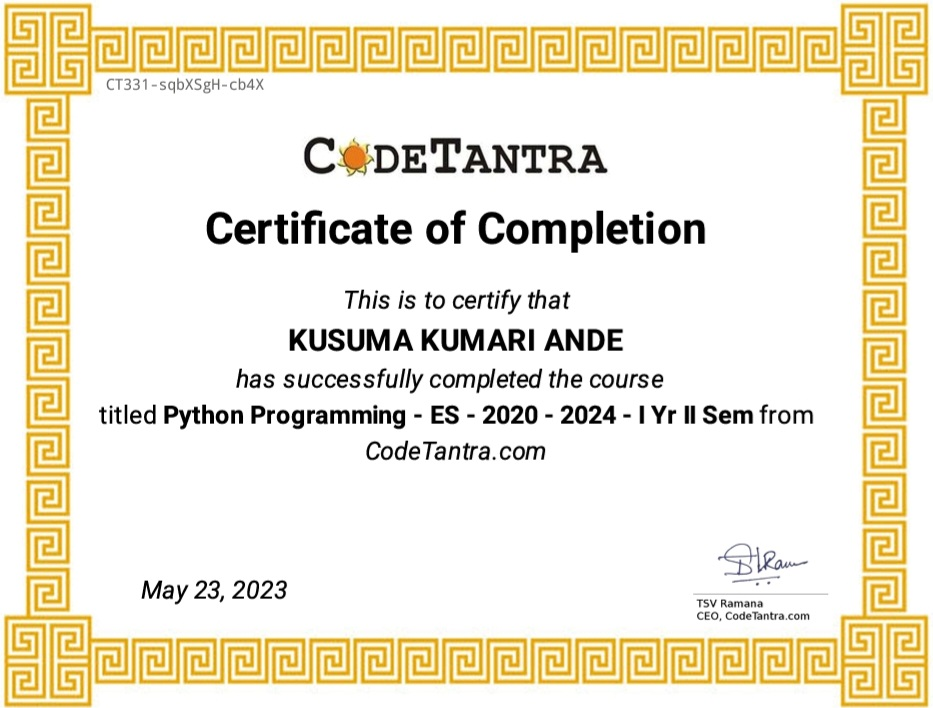 CT331-sqbXSgH-cb4X
CODETANTRA
Certificate of Completion
This is to certify that
KUSUMA KUMARI ANDE
has successfully completed the course
titled Python Programming - ES - 2020 - 2024 - I Yr II Sem from
CodeTantra.com
May 23, 2023
TSV Ramana
CEO, CodeTantra.com